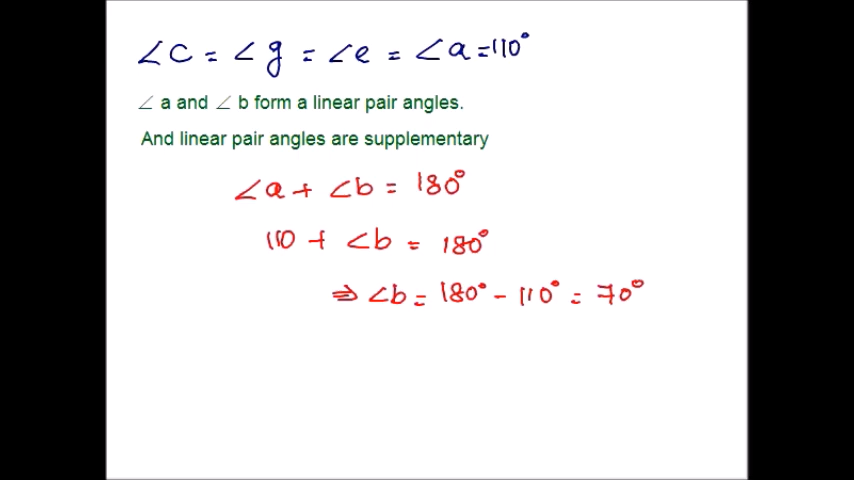 ∠c = ∠g = ∠e = ∠a = 110°
∠ a and ∠ b form a linear pair angles.
And linear pair angles are supplementary
∠a + ∠b = 180°
110 + ∠b = 180°
⇒ ∠b = 180° - 110° = 70°